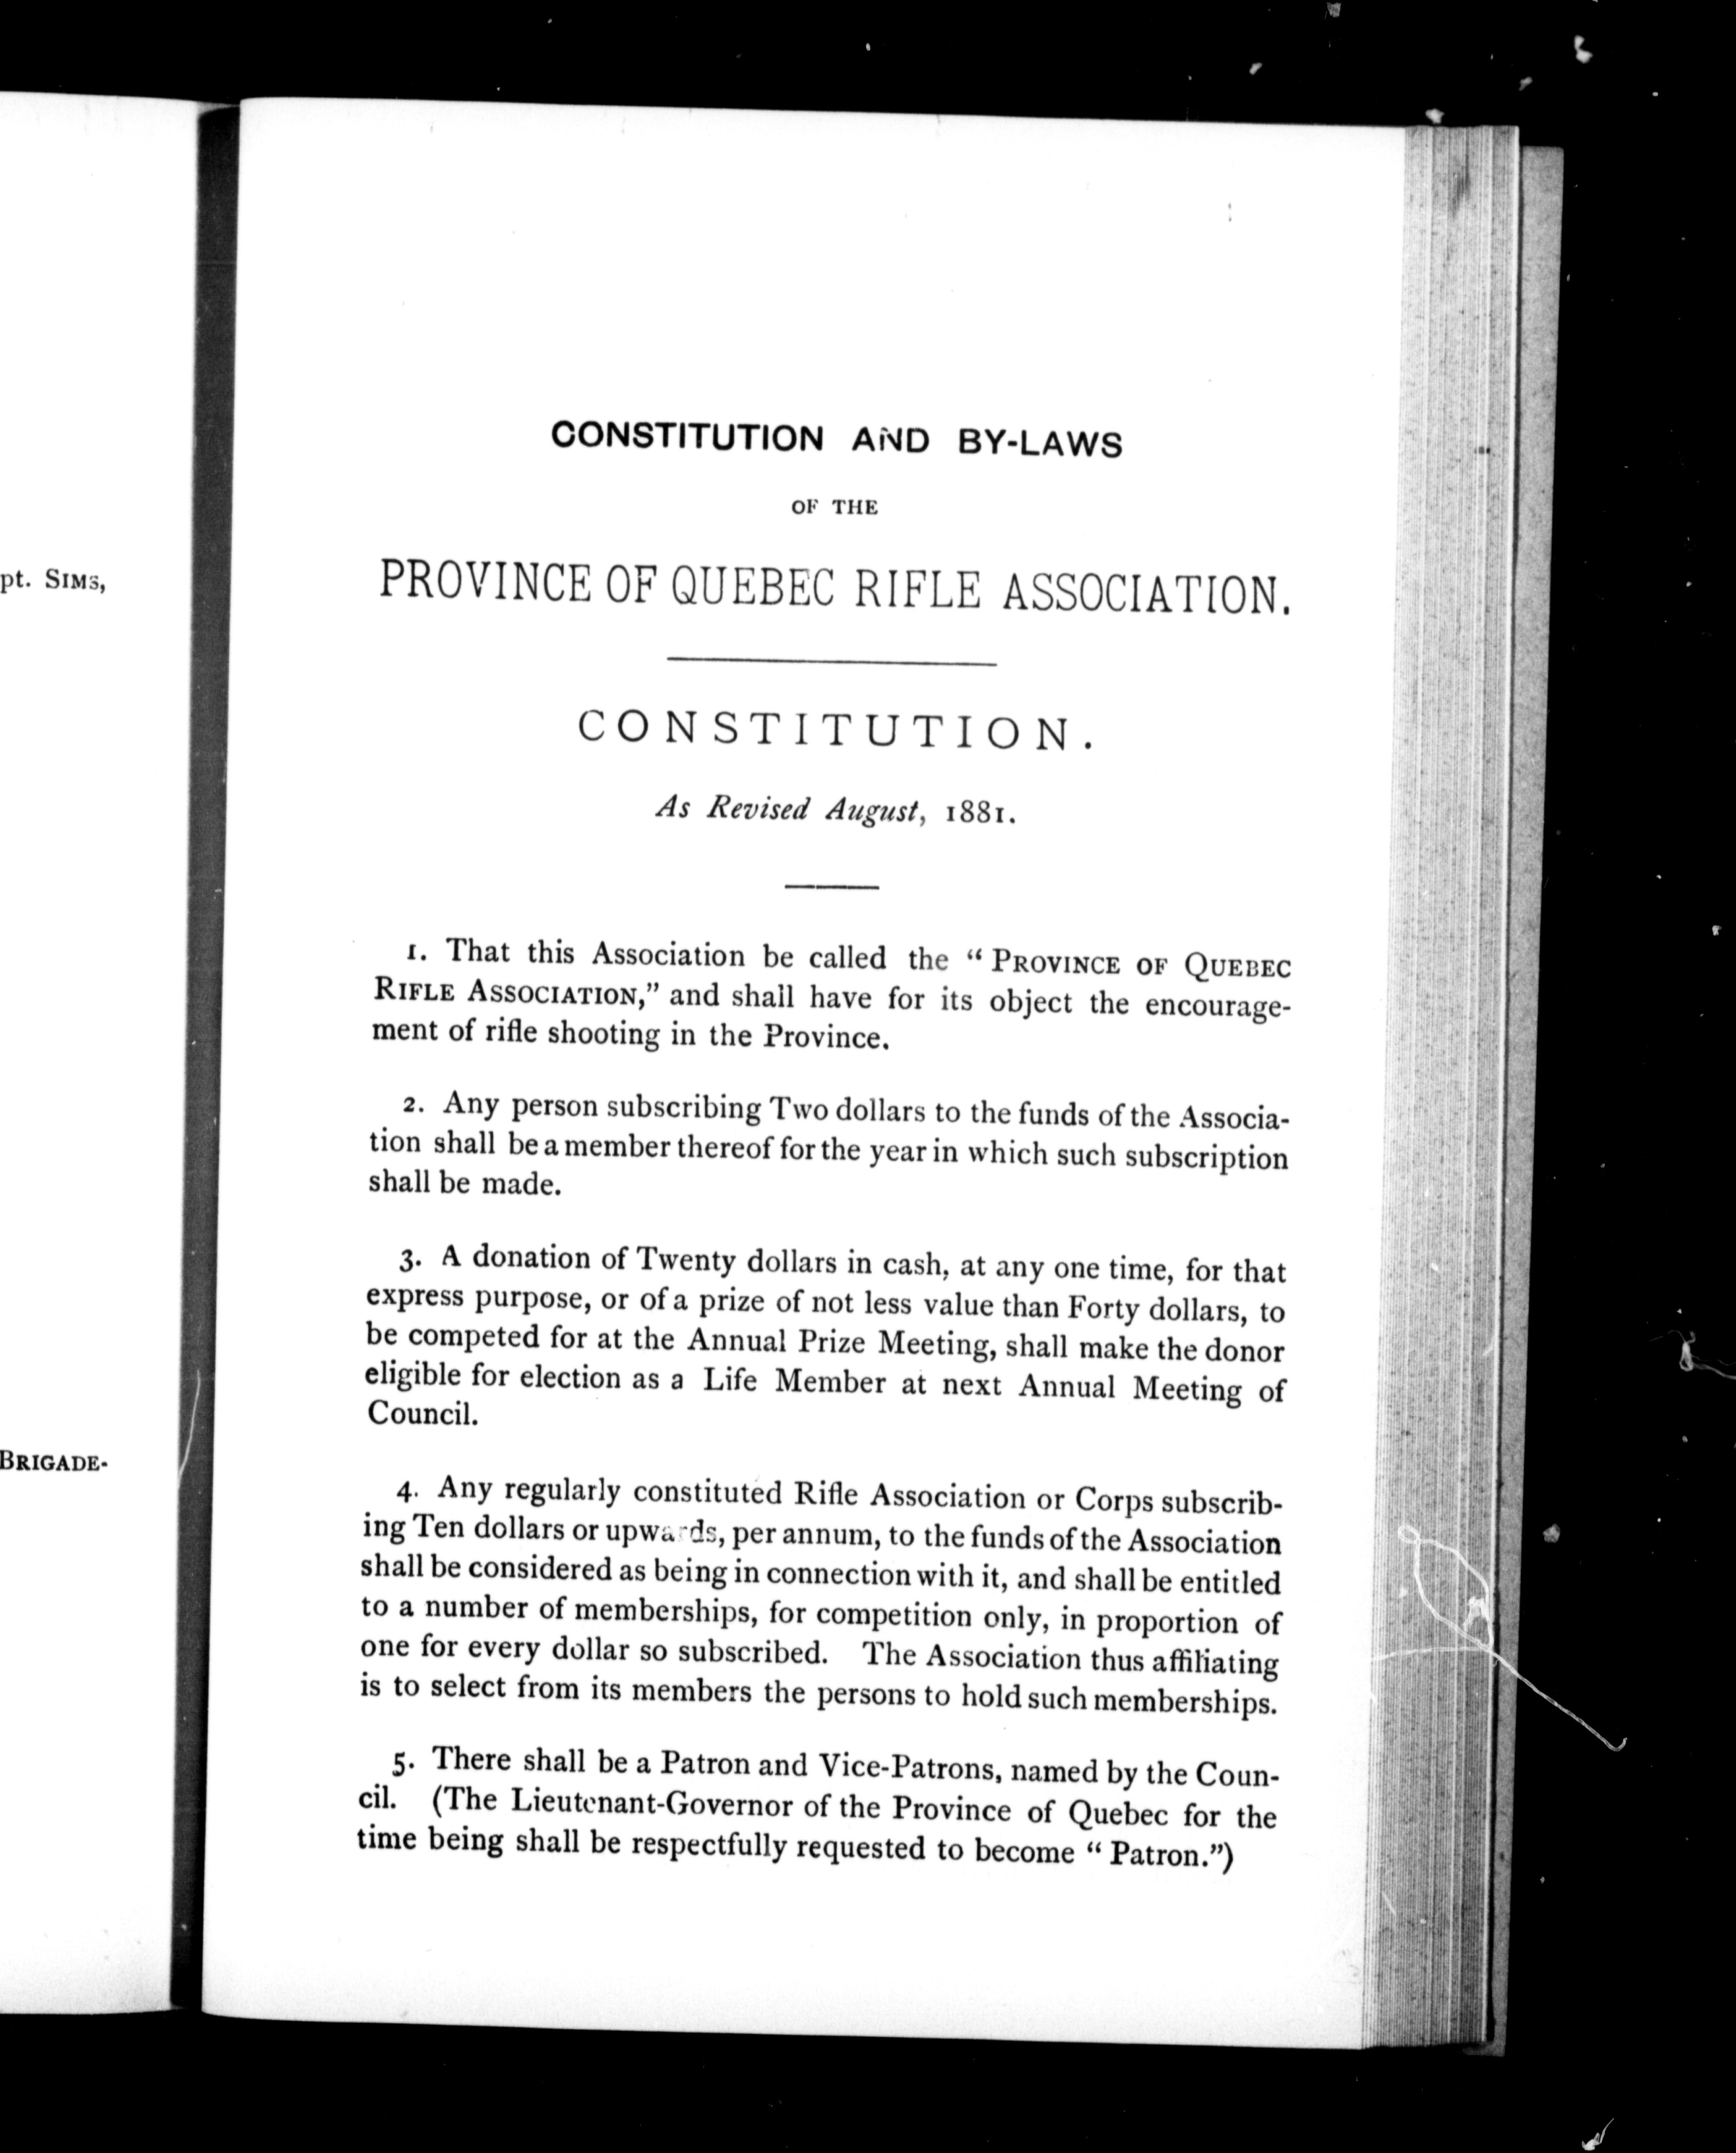 pt. SIMS,
BRIGADE-
CONSTITUTION AND BY-LAWS
OF THE
PROVINCE OF QUEBEC RIFLE ASSOCIATION.
CONSTITUTION.
As Revised August, 1881.
1. That this Association be called the “ PROVINCE OF QUEBEC
RIFLE ASSOCIATION,” and shall have for its object the encourage-
ment of rifle shooting in the Province.
2. Any person subscribing Two dollars to the funds of the Associa-
tion shall be a member thereof for the year in which such subscription
shall be made.
3. A donation of Twenty dollars in cash, at any one time, for that
express purpose, or of a prize of not less value than Forty dollars, to
be competed for at the Annual Prize Meeting, shall make the donor
eligible for election as a Life Member at next Annual Meeting of
Council.
4. Any regularly constituted Rifle Association or Corps subscrib-
ing Ten dollars or upwards, per annum, to the funds of the Association
shall be considered as being in connection with it, and shall be entitled
to a number of memberships, for competition only, in proportion of
one for every dollar so subscribed. The Association thus affiliating
is to select from its members the persons to hold such memberships.
5. There shall be a Patron and Vice-Patrons, named by the Coun-
cil. (The Lieutenant-Governor of the Province of Quebec for the
time being shall be respectfully requested to become “ Patron.”)